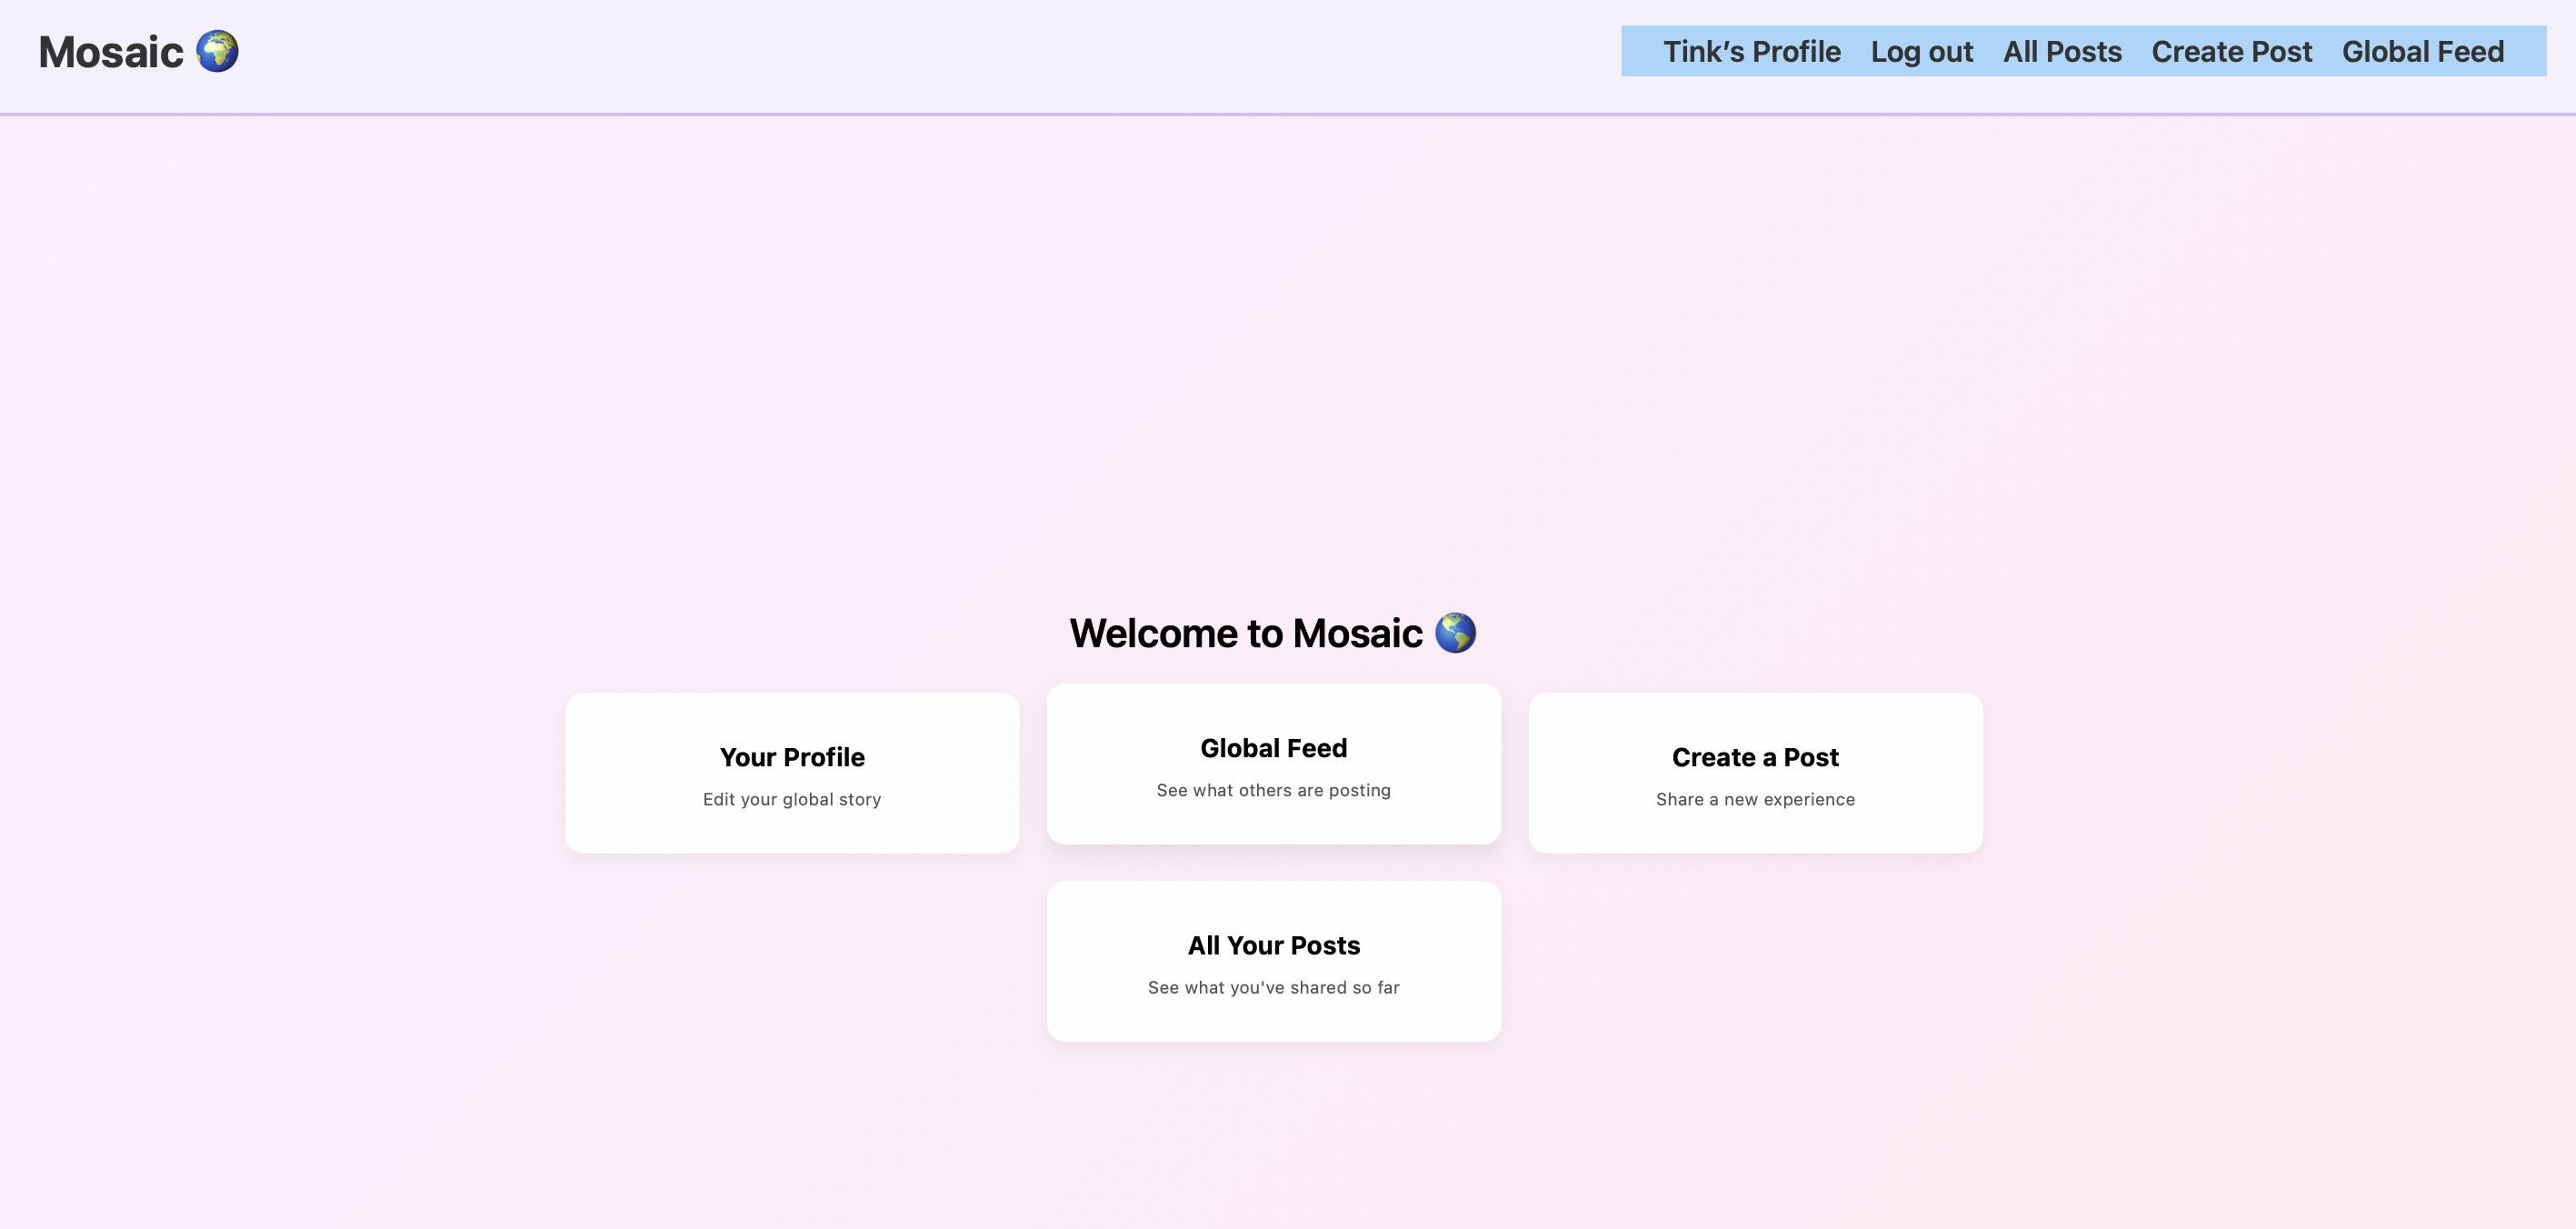 Mosaic 🌍
Tink’s Profile Log out All Posts Create Post Global Feed
Welcome to Mosaic 🌎
Your Profile
Edit your global story
Global Feed
See what others are posting
Create a Post
Share a new experience
All Your Posts
See what you've shared so far